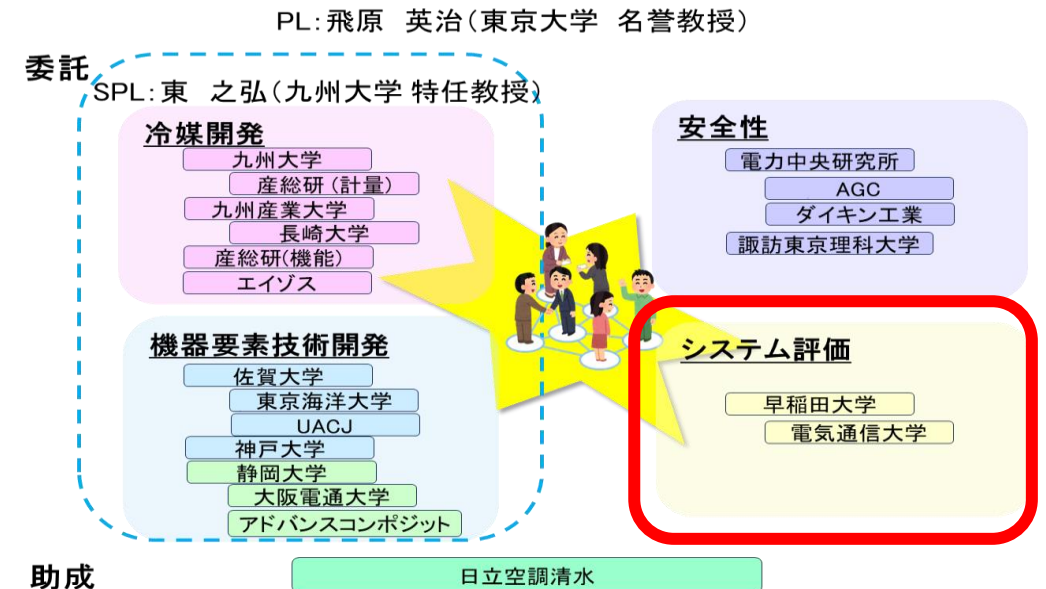 PL:飛原　英治(東京大学　名誉教授)
委託
SPL:東　之弘(九州大学 特任教授)
冷媒開発
九州大学
産総研(計量)
九州産業大学
長崎大学
産総研(機能)
エイゾス
機器要素技術開発
佐賀大学
東京海洋大学
UACJ
神戸大学
静岡大学
大阪電通大学
アドバンスコンポジット
安全性
電力中央研究所
AGC
ダイキン工業
諏訪東京理科大学
システム評価
早稲田大学
電気通信大学
助成
日立空調清水